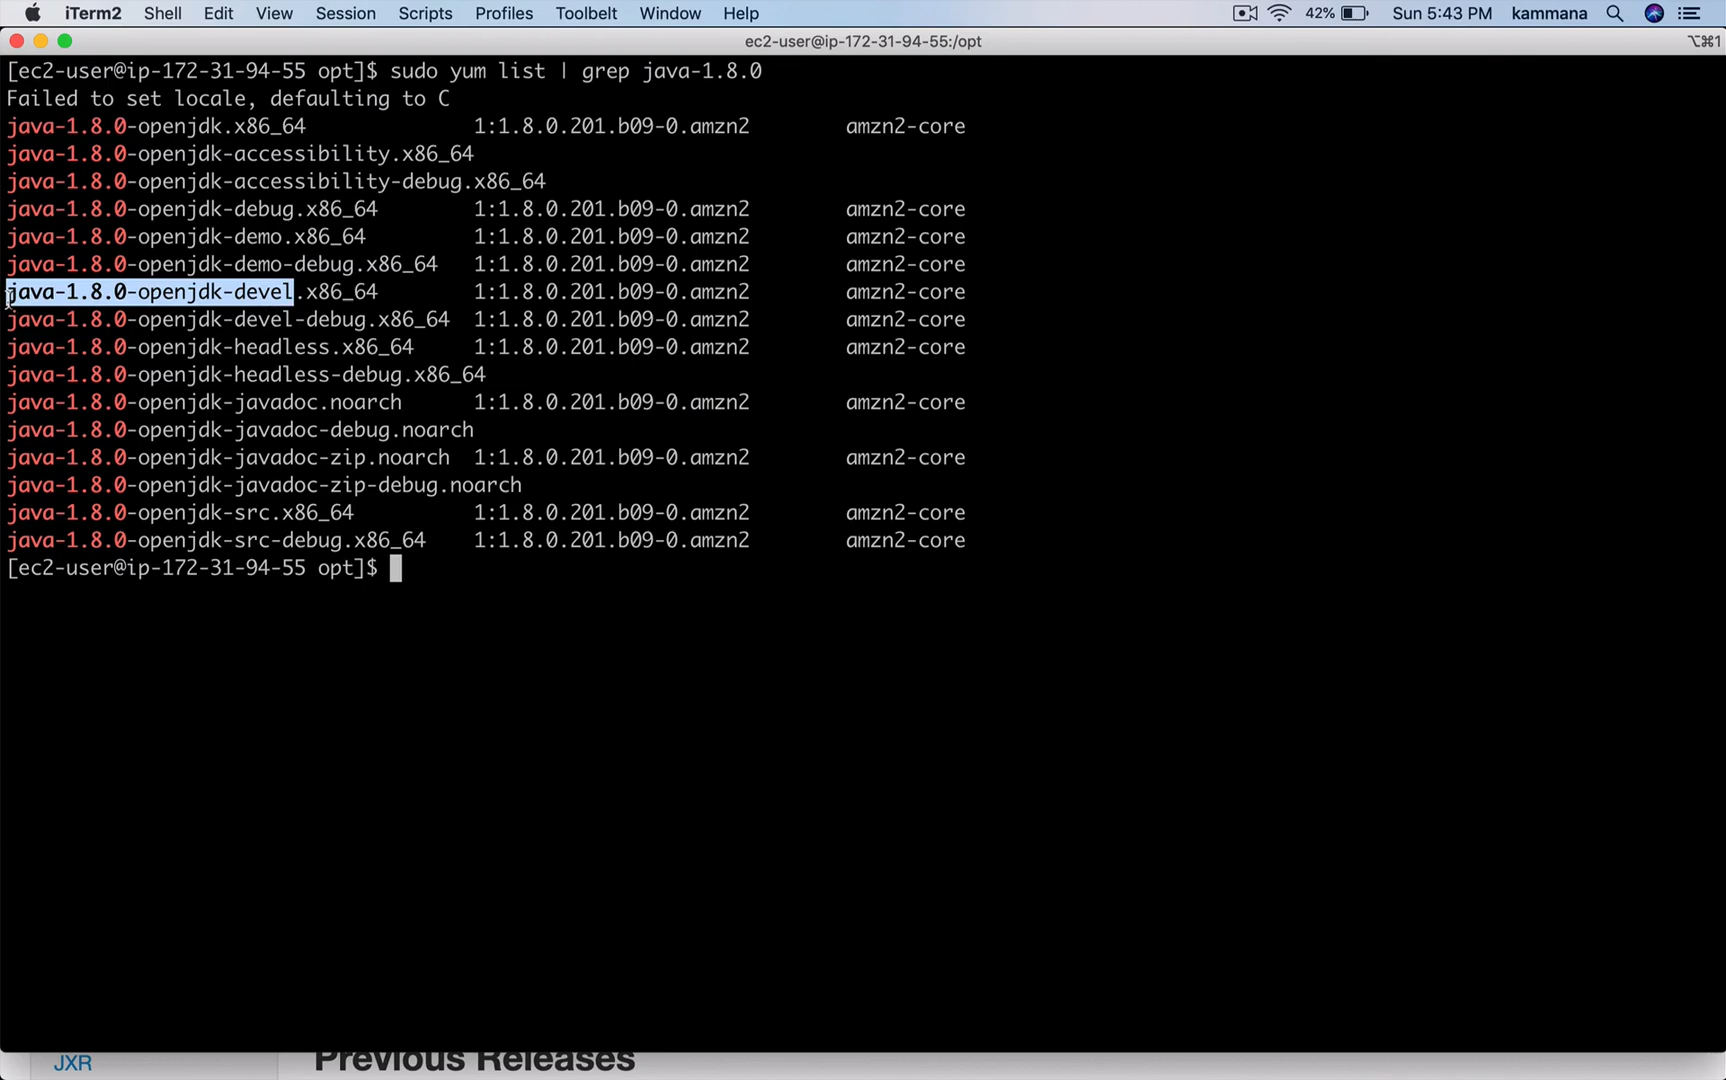 iTerm2 Shell Edit View Session Scripts Profiles Toolbelt Window Help 42% Sun 5:43 PM kammana
ec2-user@ip-172-31-94-55:/opt ⌥⌘1
[ec2-user@ip-172-31-94-55 opt]$ sudo yum list | grep java-1.8.0
Failed to set locale, defaulting to C
java-1.8.0-openjdk.x86_64 1:1.8.0.201.b09-0.amzn2 amzn2-core
java-1.8.0-openjdk-accessibility.x86_64
java-1.8.0-openjdk-accessibility-debug.x86_64
java-1.8.0-openjdk-debug.x86_64 1:1.8.0.201.b09-0.amzn2 amzn2-core
java-1.8.0-openjdk-demo.x86_64 1:1.8.0.201.b09-0.amzn2 amzn2-core
java-1.8.0-openjdk-demo-debug.x86_64 1:1.8.0.201.b09-0.amzn2 amzn2-core
java-1.8.0-openjdk-devel.x86_64 1:1.8.0.201.b09-0.amzn2 amzn2-core
java-1.8.0-openjdk-devel-debug.x86_64 1:1.8.0.201.b09-0.amzn2 amzn2-core
java-1.8.0-openjdk-headless.x86_64 1:1.8.0.201.b09-0.amzn2 amzn2-core
java-1.8.0-openjdk-headless-debug.x86_64
java-1.8.0-openjdk-javadoc.noarch 1:1.8.0.201.b09-0.amzn2 amzn2-core
java-1.8.0-openjdk-javadoc-debug.noarch
java-1.8.0-openjdk-javadoc-zip.noarch 1:1.8.0.201.b09-0.amzn2 amzn2-core
java-1.8.0-openjdk-javadoc-zip-debug.noarch
java-1.8.0-openjdk-src.x86_64 1:1.8.0.201.b09-0.amzn2 amzn2-core
java-1.8.0-openjdk-src-debug.x86_64 1:1.8.0.201.b09-0.amzn2 amzn2-core
[ec2-user@ip-172-31-94-55 opt]$
JXR Previous Releases